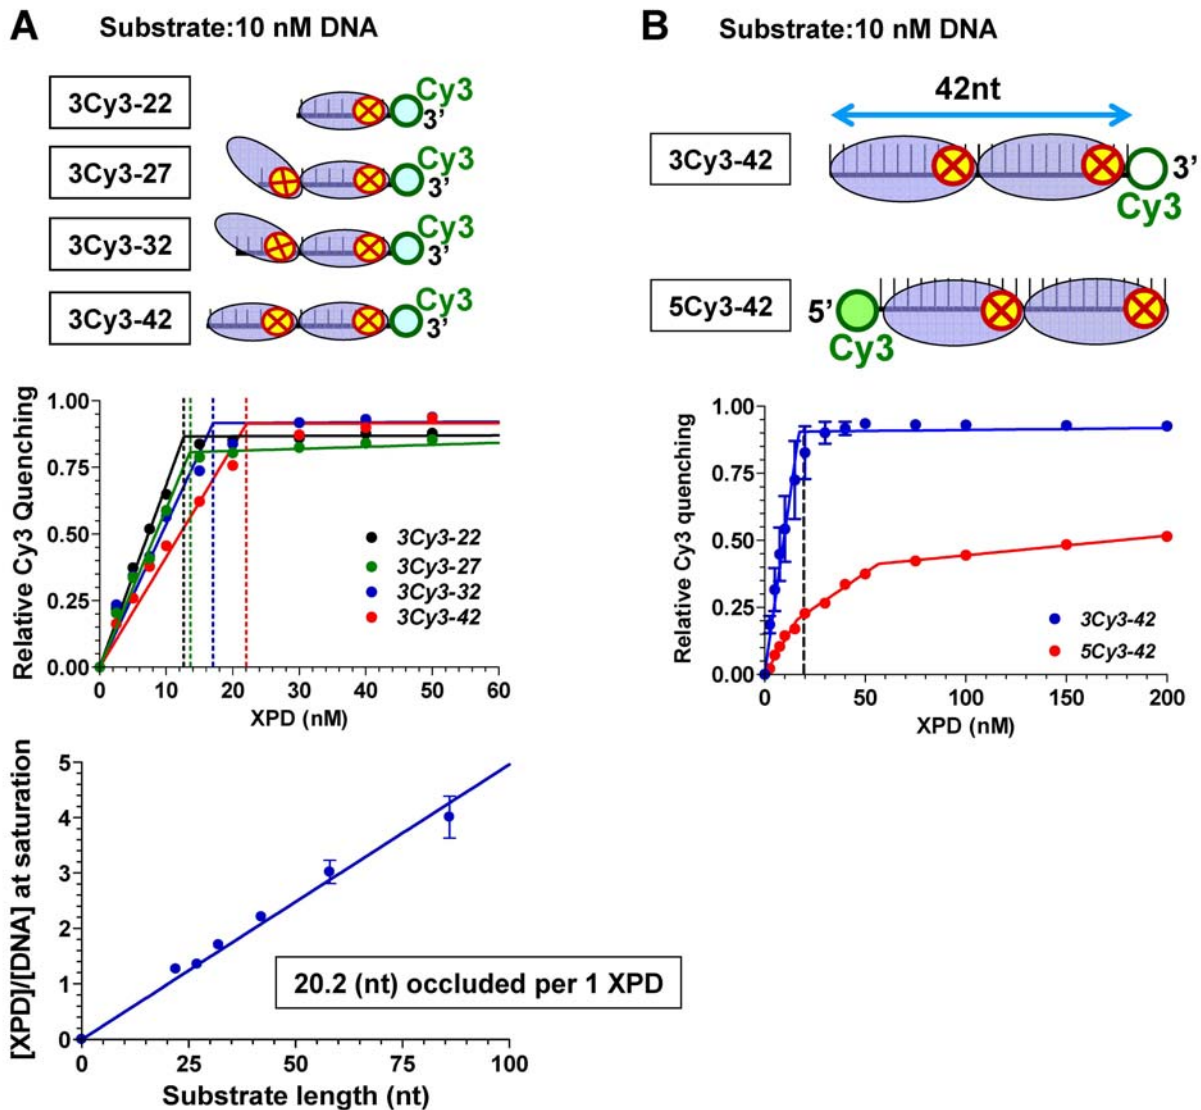 A
Substrate:10 nM DNA
3Cy3-22
Cy3
3'
3Cy3-27
Cy3
3'
3Cy3-32
Cy3
3'
3Cy3-42
Cy3
3'
Relative Cy3 Quenching
1.00
0.75
0.50
0.25
0.00
0 10 20 30 40 50 60
XPD (nM)
3Cy3-22
3Cy3-27
3Cy3-32
3Cy3-42
[XPD]/[DNA] at saturation
5
4
3
2
1
0
0 25 50 75 100
Substrate length (nt)
20.2 (nt) occluded per 1 XPD
B
Substrate:10 nM DNA
42nt
3Cy3-42
3'
Cy3
5Cy3-42
5'
Cy3
Relative Cy3 quenching
1.00
0.75
0.50
0.25
0.00
0 50 100 150 200
XPD (nM)
3Cy3-42
5Cy3-42